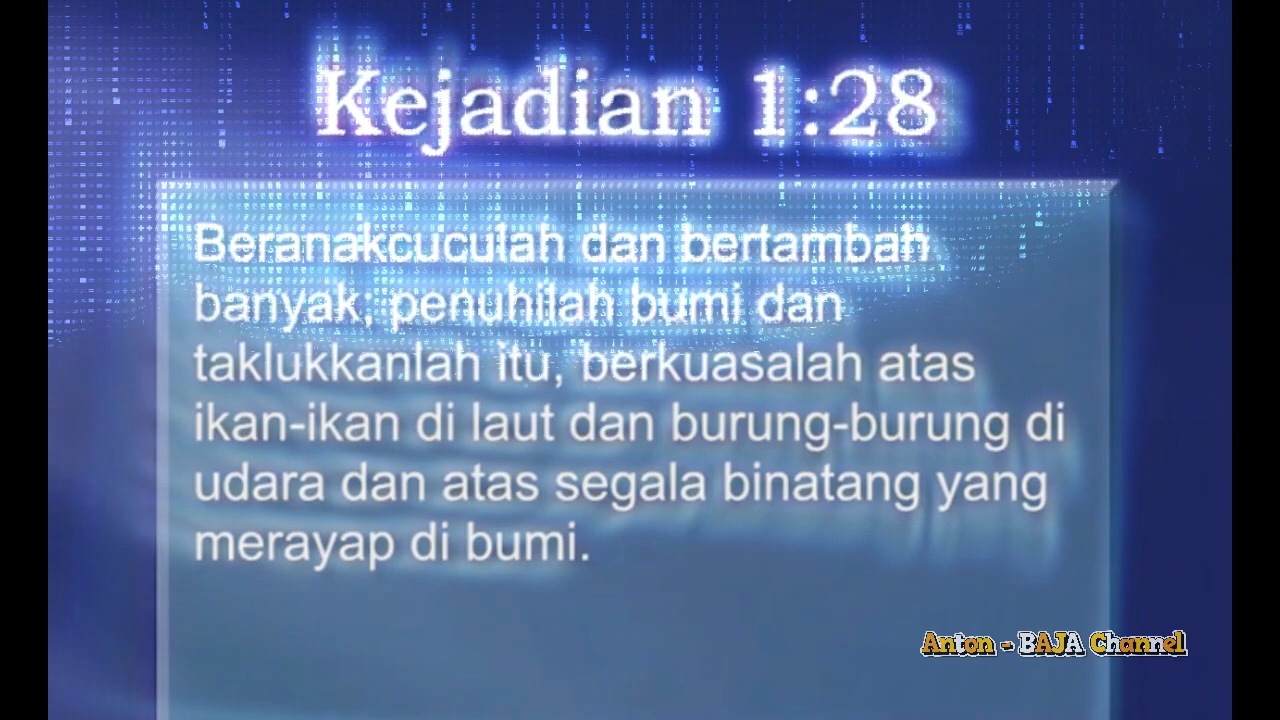 Kejadian 1:28
Beranakcuculah dan bertambah
banyak; penuhilah bumi dan
taklukkanlah itu, berkuasalah atas
ikan-ikan di laut dan burung-burung di
udara dan atas segala binatang yang
merayap di bumi.
Anton - BAJA Channel